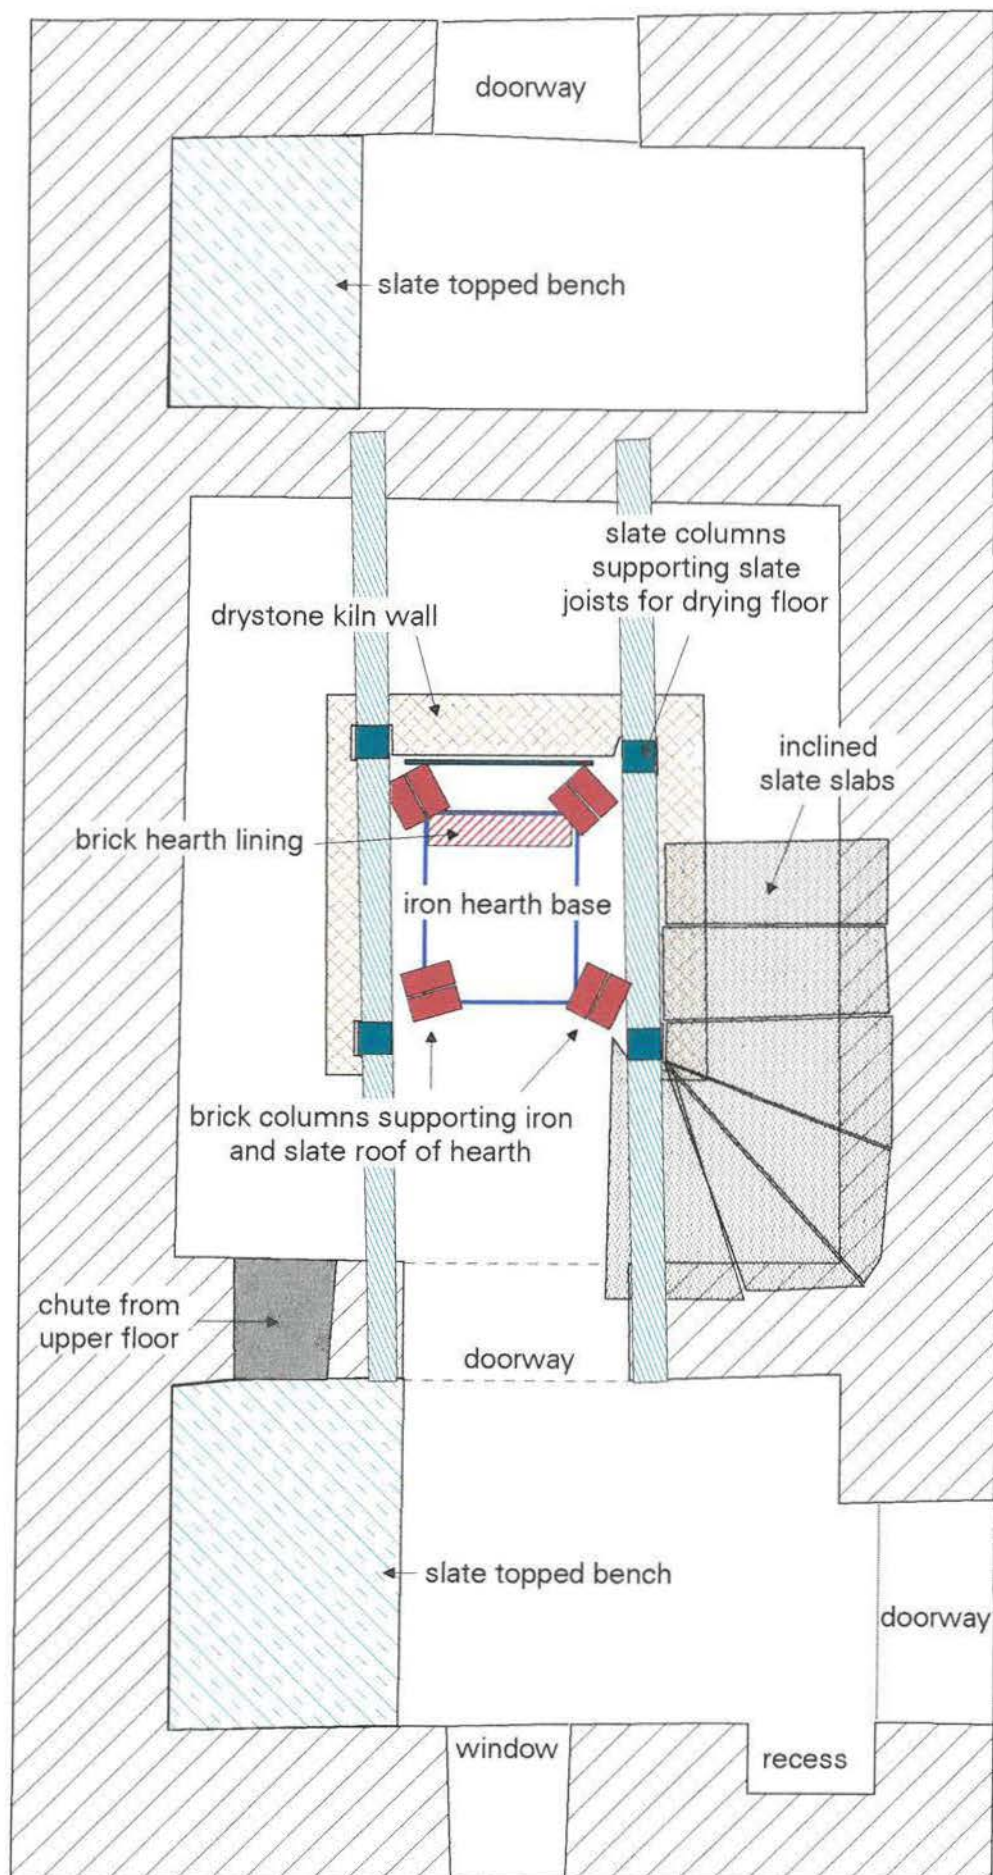 doorway
slate topped bench
slate columns
supporting slate
joists for drying floor
drystone kiln wall
inclined
slate slabs
brick hearth lining
iron hearth base
brick columns supporting iron
and slate roof of hearth
chute from
upper floor
doorway
slate topped bench
doorway
window
recess